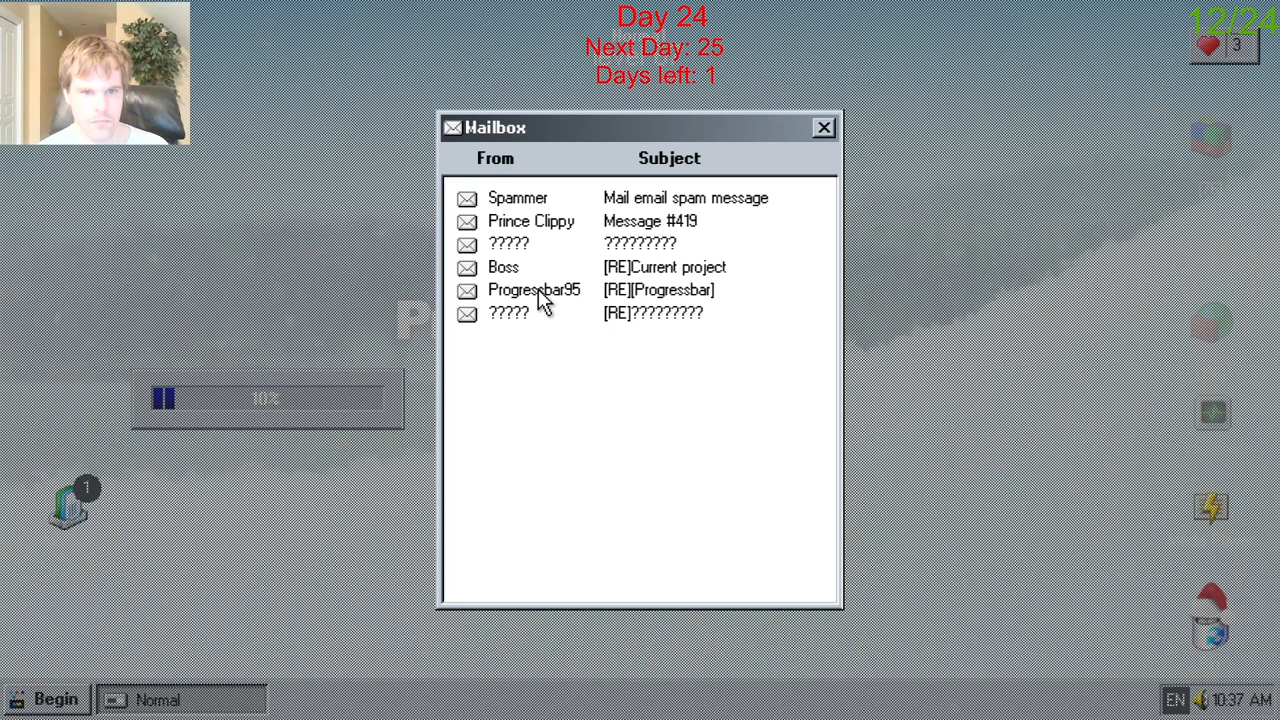 Day 24
Next Day: 25
Days left: 1
12/24
3
Mailbox
From Subject
Spammer Mail email spam message
Prince Clippy Message #419
????? ?????????
Boss [RE]Current project
Progressbar95 [RE][Progressbar]
????? [RE]?????????
10%
1
Begin
Normal
EN
10:37 AM